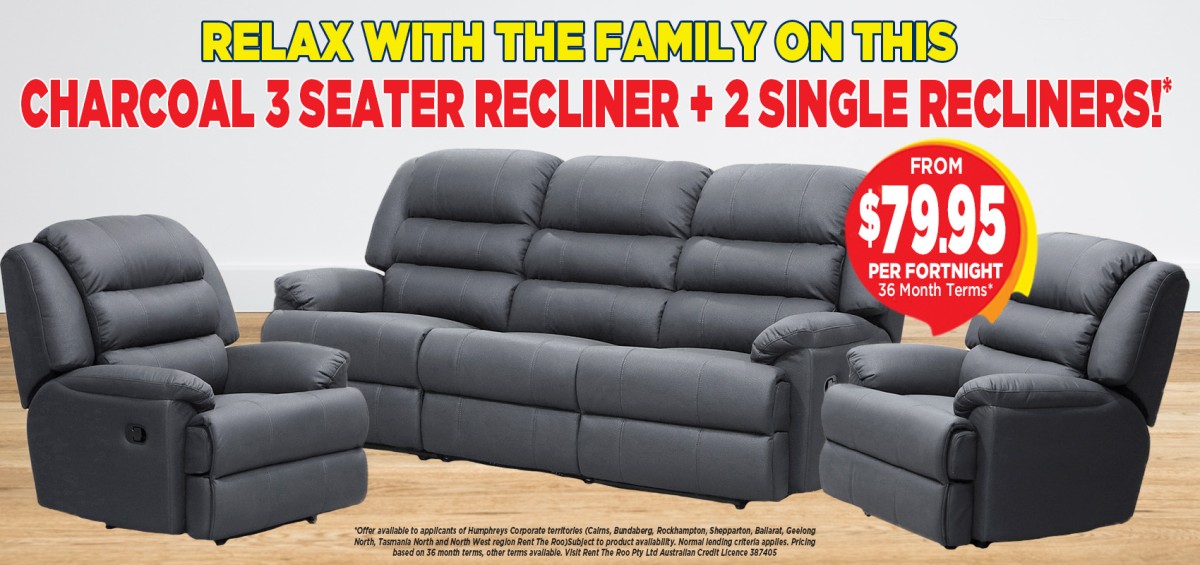 RELAX WITH THE FAMILY ON THIS
CHARCOAL 3 SEATER RECLINER + 2 SINGLE RECLINERS!*
FROM
$79.95
PER FORTNIGHT
36 Month Terms*
*Offer available to applicants of Humphreys Corporate territories (Cairns, Bundaberg, Rockhampton, Shepparton, Ballarat, Geelong
North, Tasmania North and North West region Rent The Roo)Subject to product availability. Normal lending criteria applies. Pricing
based on 36 month terms, other terms available. Visit Rent The Roo Pty Ltd Australian Credit Licence 387405